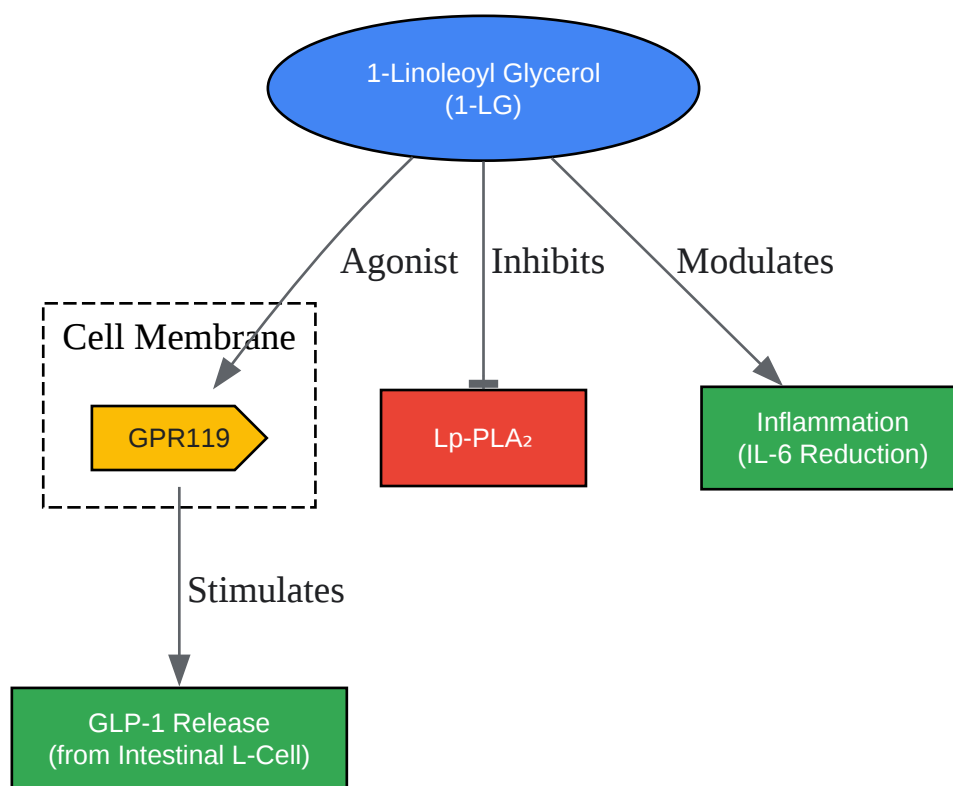 1-Linoleoyl Glycerol
(1-LG)
Agonist
Inhibits
Modulates
Cell Membrane
GPR119
Lp-PLA₂
Inflammation
(IL-6 Reduction)
Stimulates
GLP-1 Release
(from Intestinal L-Cell)